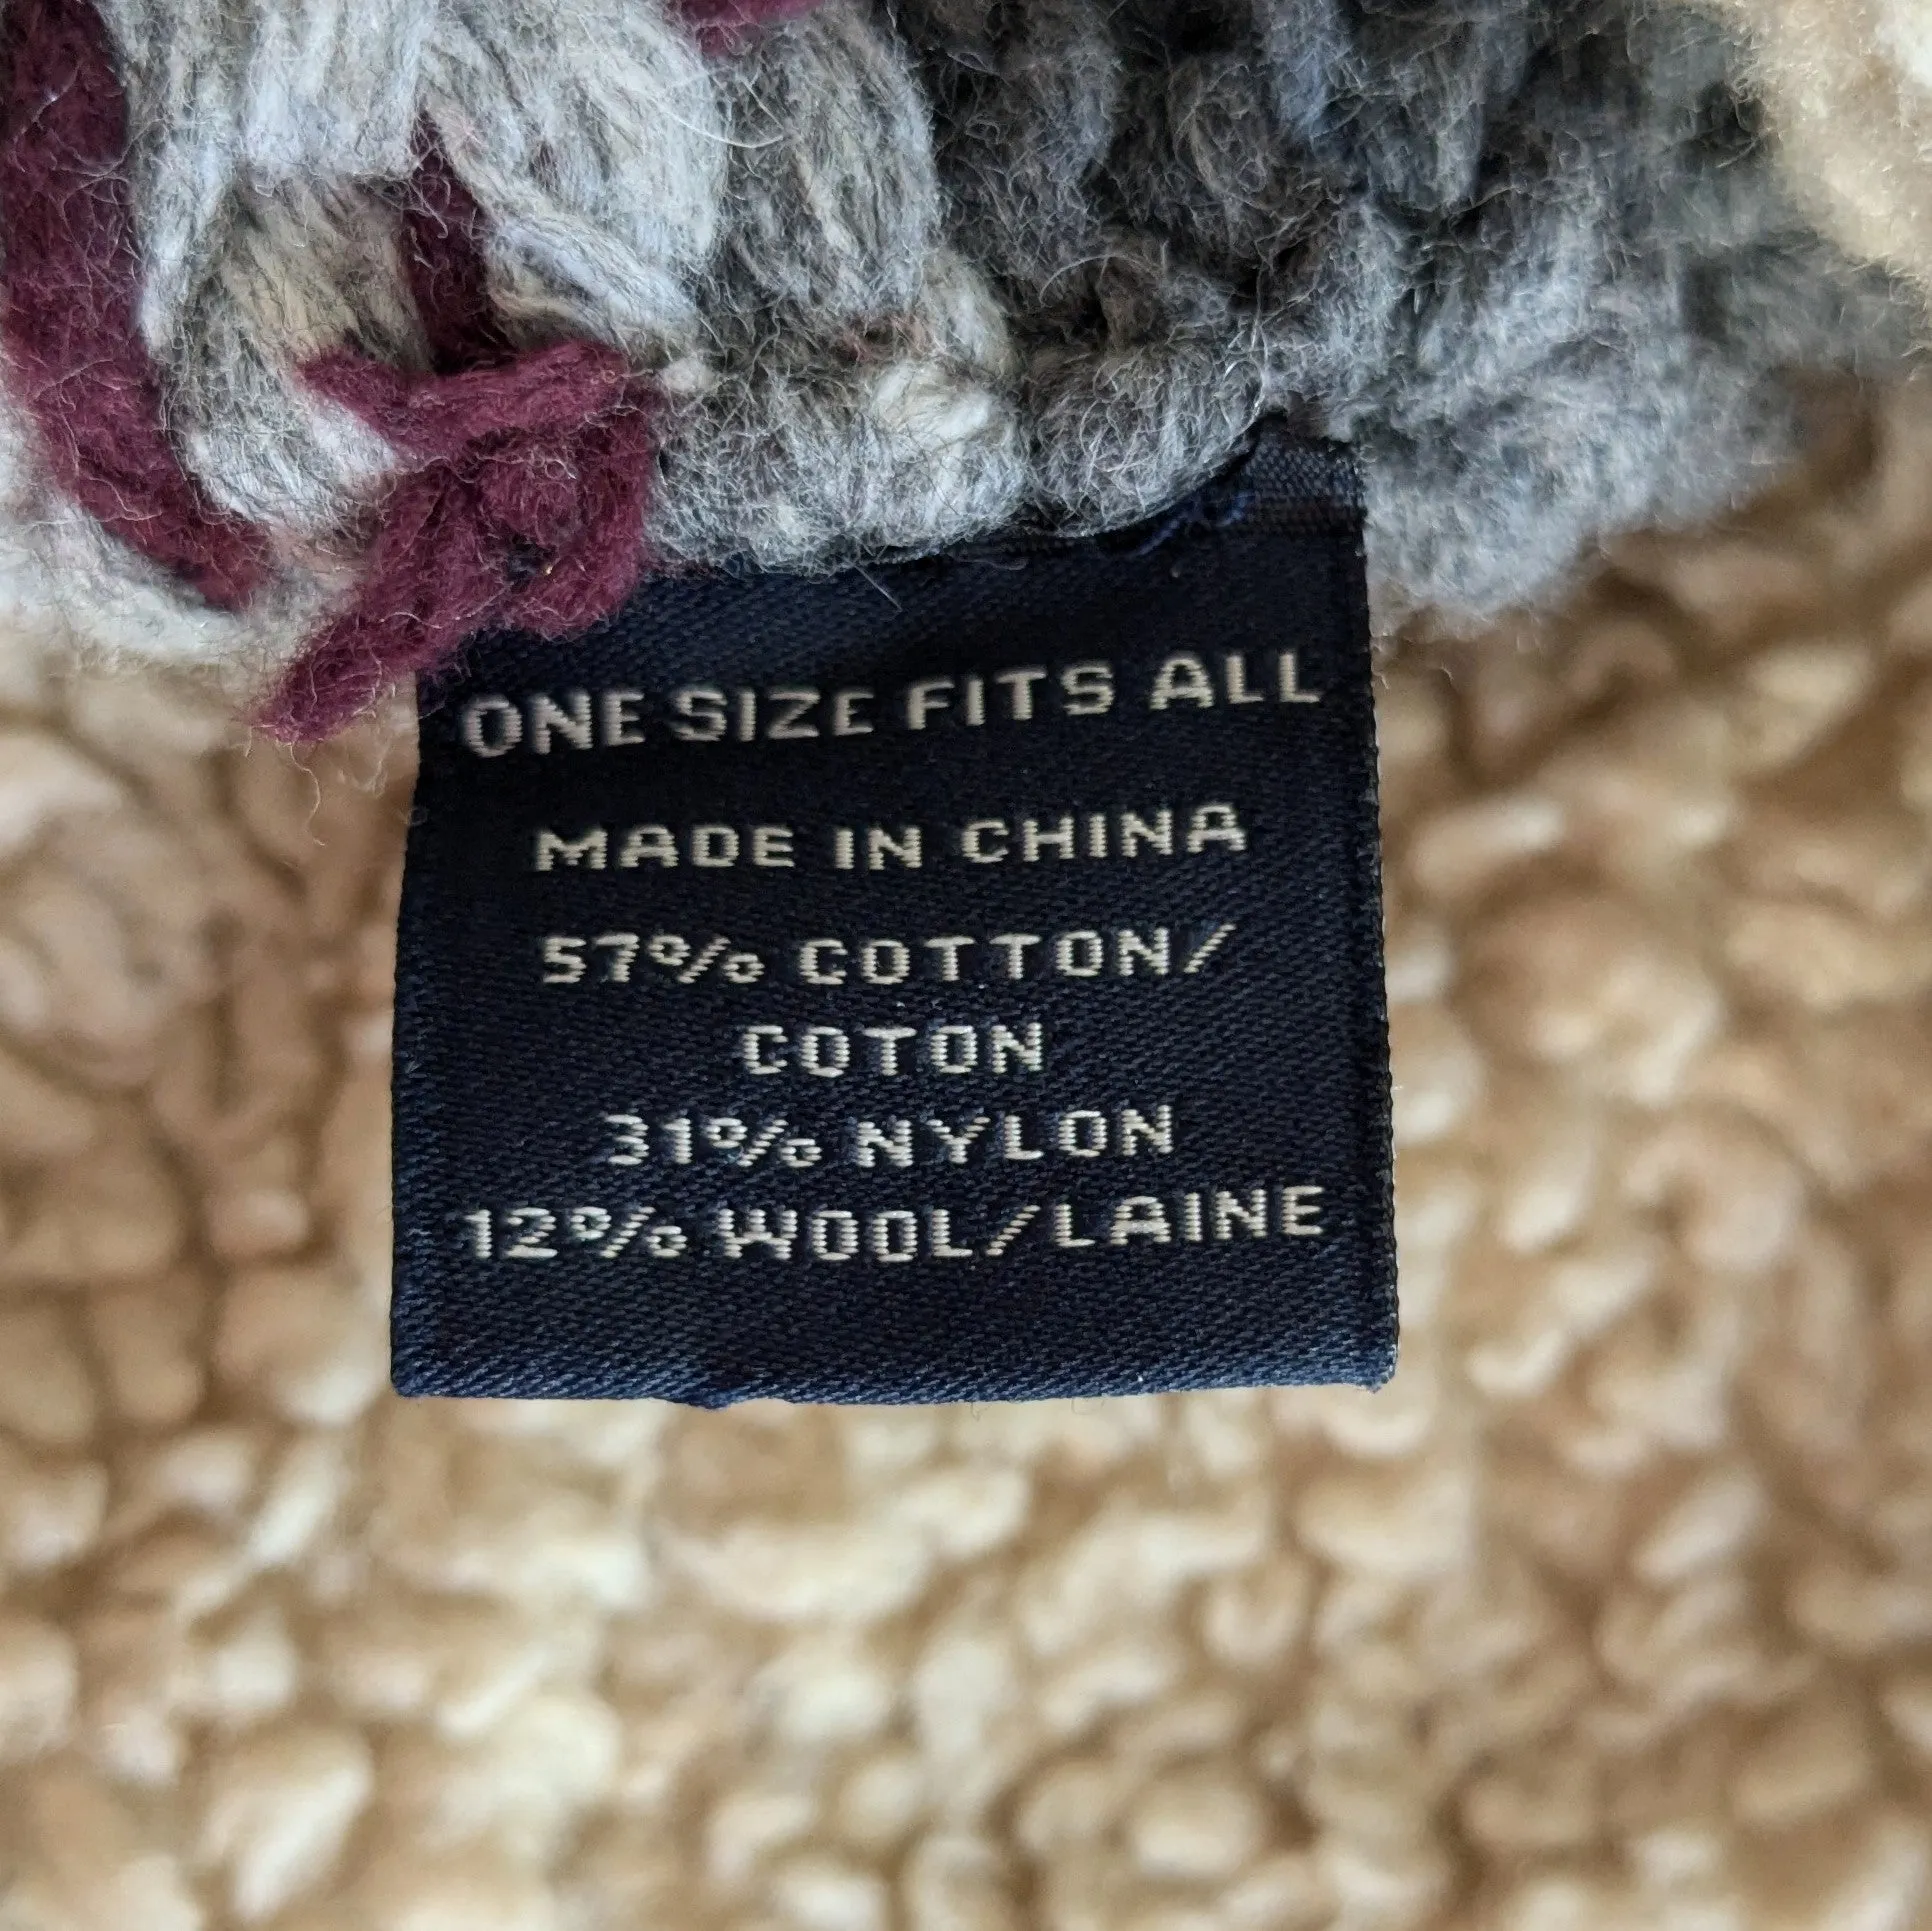 ONE SIZE FITS ALL
MADE IN CHINA
57% COTTON/
COTON
31% NYLON
12% WOOL/LAINE